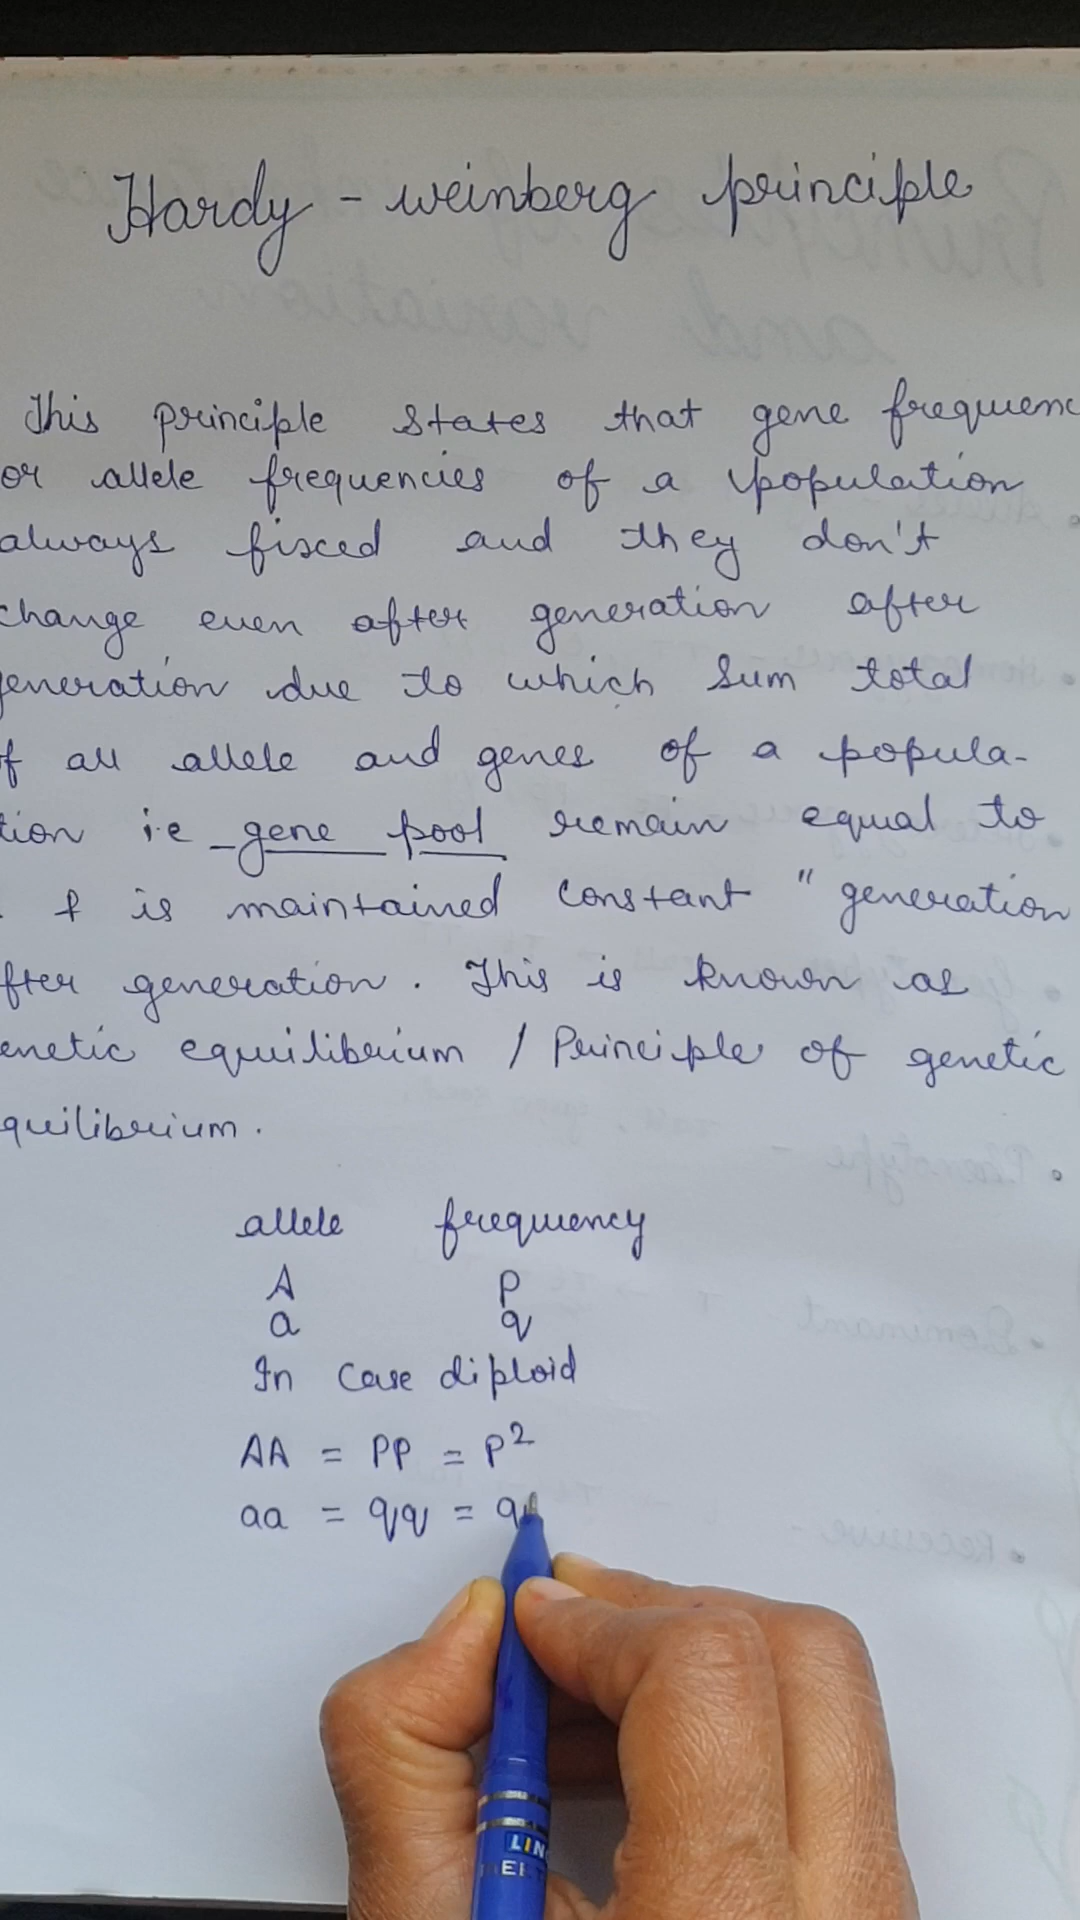 Hardy - weinberg principle
This principle states that gene frequenc
or allele frequencies of a population
always fixed and they don't
change even after generation after
eneration due to which sum total
f all allele and genes of a popula-
tion i.e gene pool remain equal to
& is maintained constant " generation
fter generation. This is known as
enetic equilibrium / Principle of genetic
quilibrium.
allele frequency
A p
a q
In case diploid
AA = PP = P²
aa = qq = q
LINC